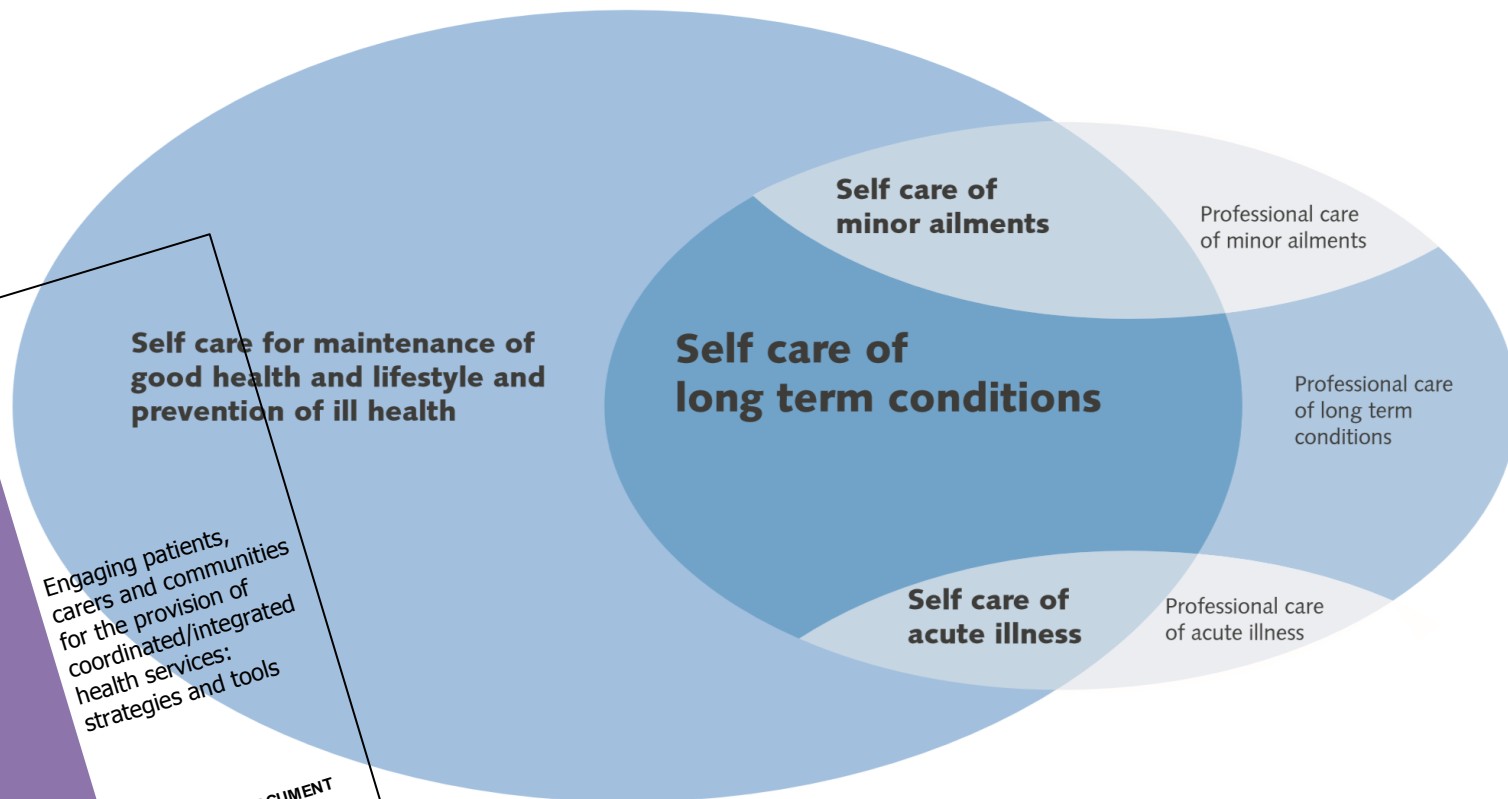 Self care of
minor ailments
Professional care
of minor ailments
Self care for maintenance of
good health and lifestyle and
prevention of ill health
Self care of
long term conditions
Professional care
of long term
conditions
Engaging patients,
carers and communities
for the provision of
coordinated/integrated
health services:
strategies and tools
Self care of
acute illness
Professional care
of acute illness